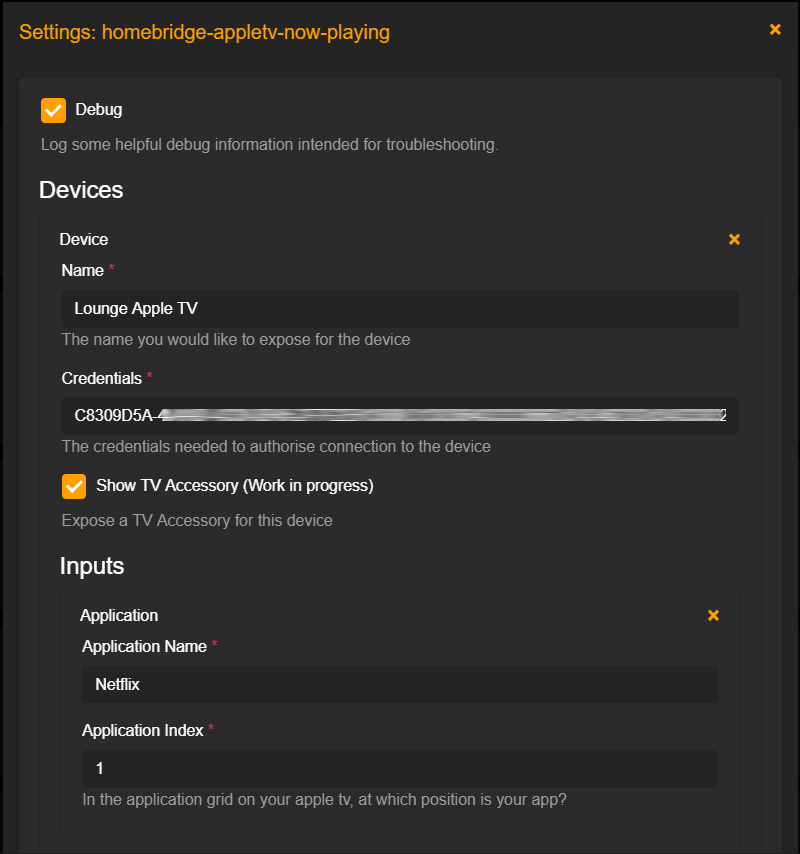 Settings: homebridge-appletv-now-playing
Debug
Log some helpful debug information intended for troubleshooting.
Devices
Device
Name *
Lounge Apple TV
The name you would like to expose for the device
Credentials *
C8309D5A-
The credentials needed to authorise connection to the device
Show TV Accessory (Work in progress)
Expose a TV Accessory for this device
Inputs
Application
Application Name *
Netflix
Application Index *
1
In the application grid on your apple tv, at which position is your app?